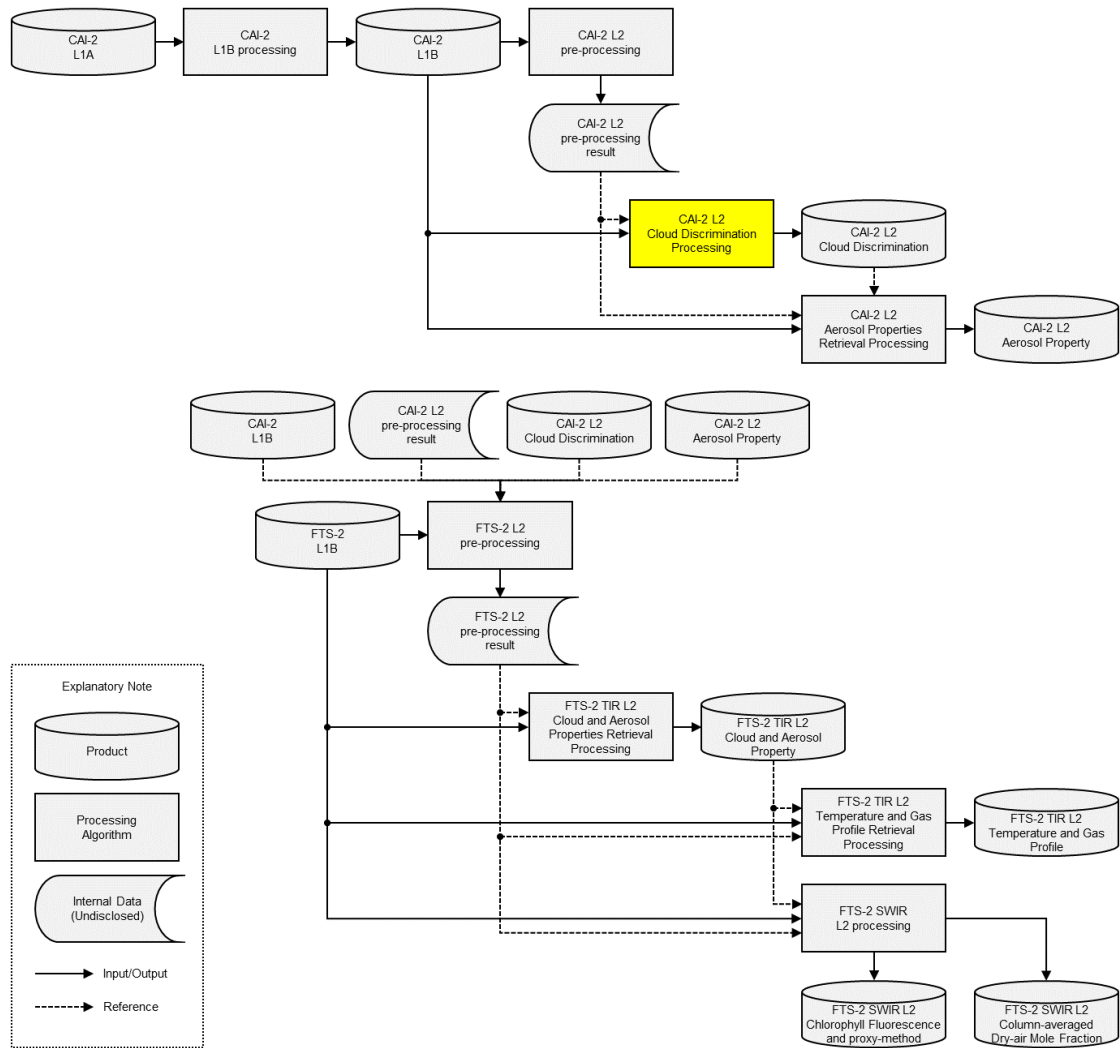 CAI-2
L1A
CAI-2
L1B processing
CAI-2
L1B
CAI-2 L2
pre-processing
CAI-2 L2
pre-processing
result
CAI-2 L2
Cloud Discrimination
Processing
CAI-2 L2
Cloud Discrimination
CAI-2 L2
Aerosol Properties
Retrieval Processing
CAI-2 L2
Aerosol Property
CAI-2
L1B
CAI-2 L2
pre-processing
result
CAI-2 L2
Cloud Discrimination
CAI-2 L2
Aerosol Property
FTS-2
L1B
FTS-2 L2
pre-processing
FTS-2 L2
pre-processing
result
FTS-2 TIR L2
Cloud and Aerosol
Properties Retrieval
Processing
FTS-2 TIR L2
Cloud and Aerosol
Property
FTS-2 TIR L2
Temperature and Gas
Profile Retrieval
Processing
FTS-2 TIR L2
Temperature and Gas
Profile
FTS-2 SWIR
L2 processing
FTS-2 SWIR L2
Chlorophyll Fluorescence
and proxy-method
FTS-2 SWIR L2
Column-averaged
Dry-air Mole Fraction
Explanatory Note
Product
Processing
Algorithm
Internal Data
(Undisclosed)
Input/Output
Reference